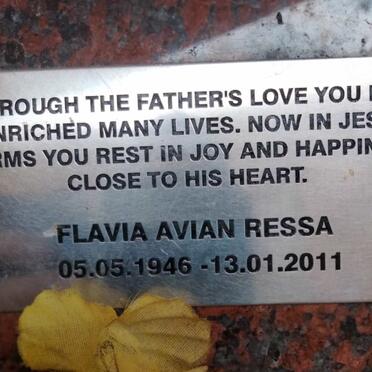 ROUGH THE FATHER'S LOVE YOU
NRICHED MANY LIVES. NOW IN JES
RMS YOU REST IN JOY AND HAPPIN
CLOSE TO HIS HEART.
FLAVIA AVIAN RESSA
05.05.1946 -13.01.2011